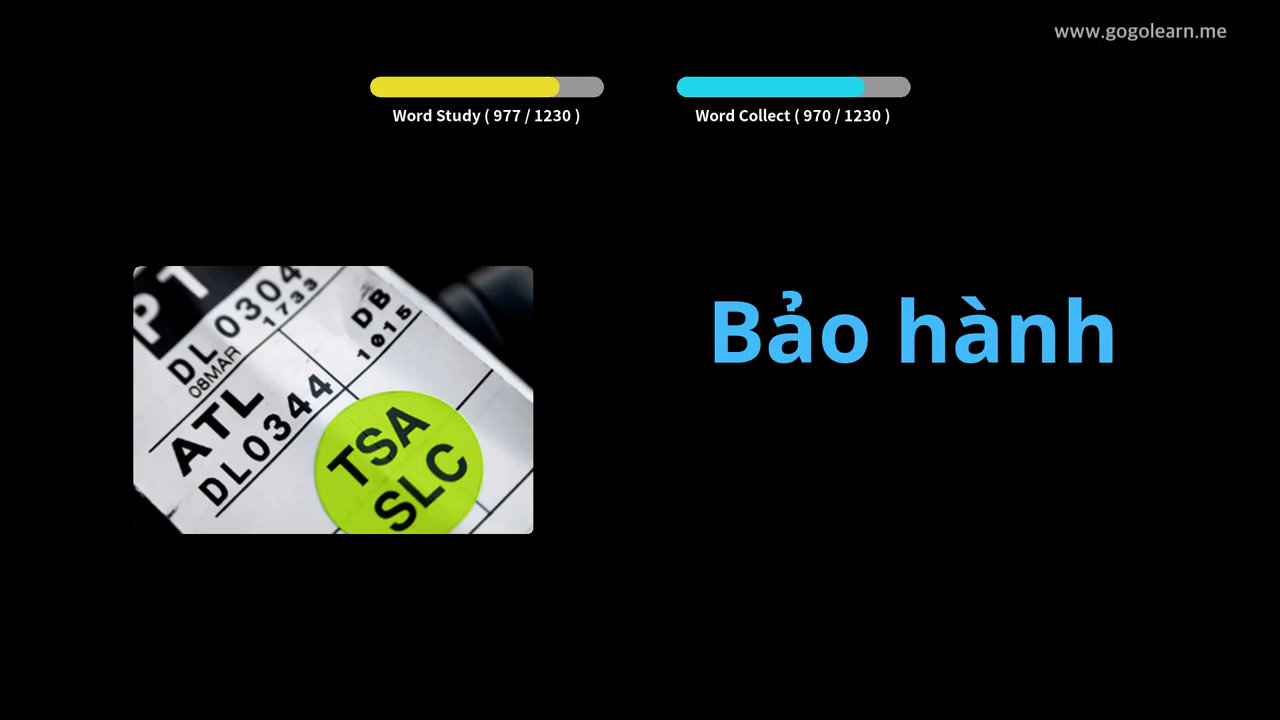 www.gogolearn.me
Word Study ( 977 / 1230 )
Word Collect ( 970 / 1230 )
P1
DL0304
1733
08MAR
DB
1015
ATL
DL0344
TSA
SLC
Bảo hành